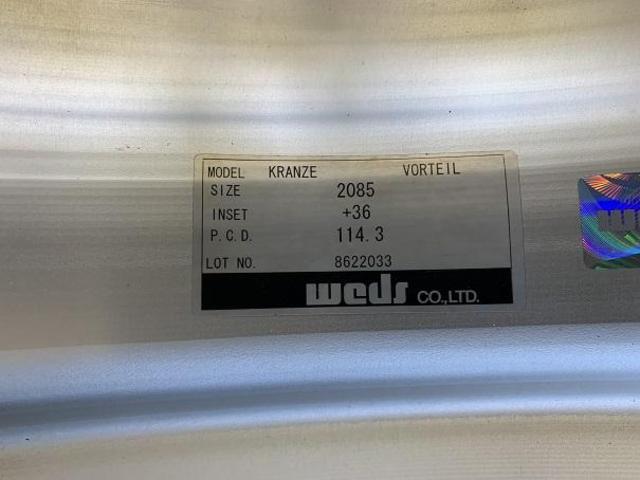 MODEL KRANZE VORTEIL
SIZE 2085
INSET +36
P.C.D. 114.3
LOT NO. 8622033
weds CO.,LTD.